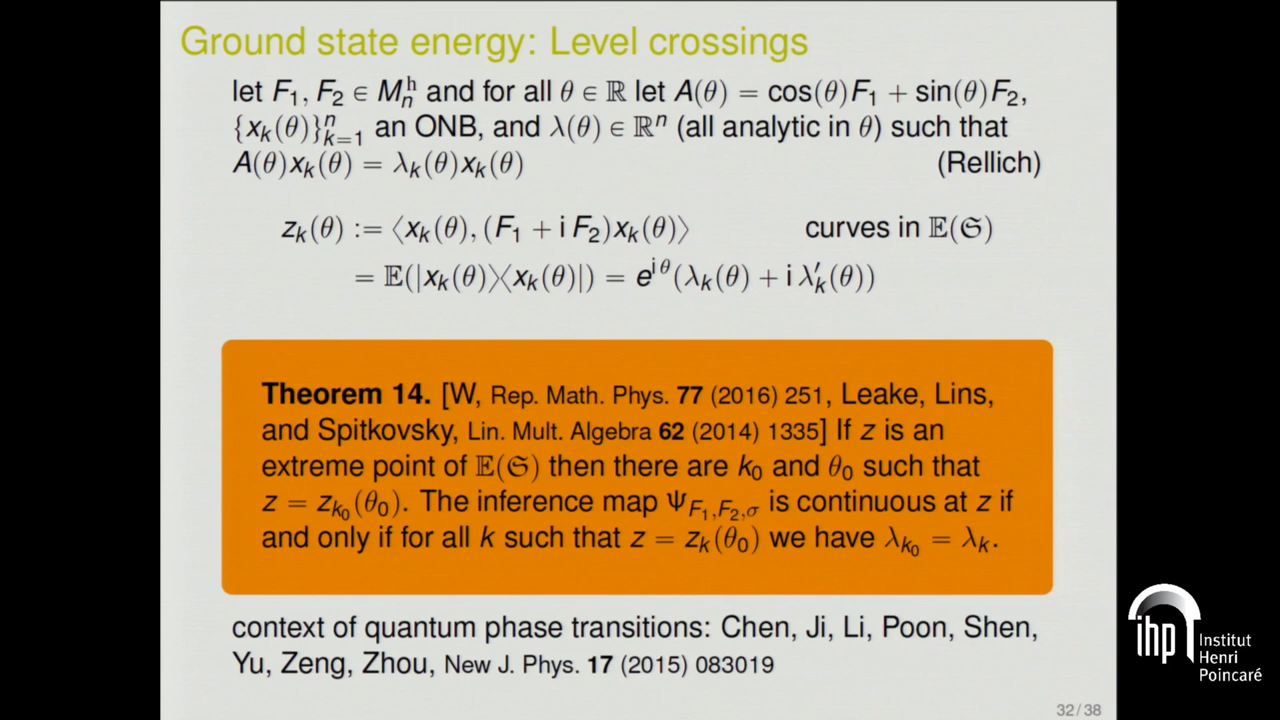 Ground state energy: Level crossings
let F₁, F₂ ∈ Mₙʰ and for all θ ∈ ℝ let A(θ) = cos(θ)F₁ + sin(θ)F₂,
{xₖ(θ)}ⁿₖ₌₁ an ONB, and λ(θ) ∈ ℝⁿ (all analytic in θ) such that
A(θ)xₖ(θ) = λₖ(θ)xₖ(θ) (Rellich)
zₖ(θ) := ⟨xₖ(θ), (F₁ + i F₂)xₖ(θ)⟩ curves in 𝔼(𝔖)
= 𝔼(|xₖ(θ)⟩⟨xₖ(θ)|) = e^{iθ}(λₖ(θ) + i λ′ₖ(θ))
Theorem 14. [W, Rep. Math. Phys. 77 (2016) 251, Leake, Lins,
and Spitkovsky, Lin. Mult. Algebra 62 (2014) 1335] If z is an
extreme point of 𝔼(𝔖) then there are k₀ and θ₀ such that
z = z_{k₀}(θ₀). The inference map Ψ_{F₁,F₂,σ} is continuous at z if
and only if for all k such that z = zₖ(θ₀) we have λ_{k₀} = λₖ.
context of quantum phase transitions: Chen, Ji, Li, Poon, Shen,
Yu, Zeng, Zhou, New J. Phys. 17 (2015) 083019
32/38
ihp
Institut
Henri
Poincaré